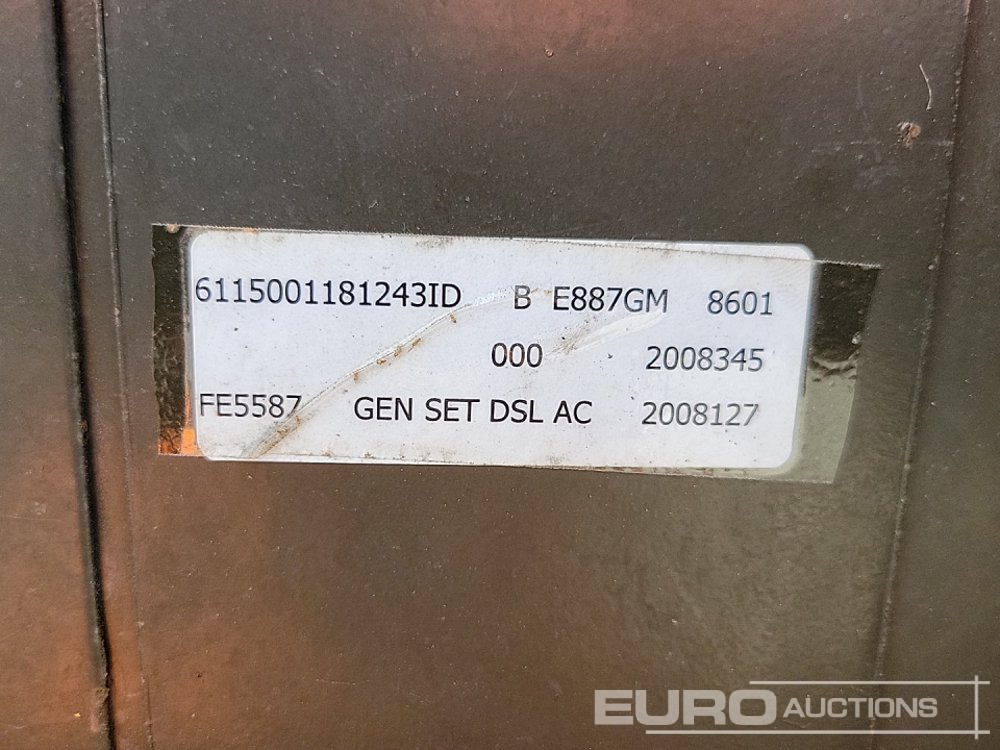 6115001181243ID B E887GM 8601
000 2008345
FE5587 GEN SET DSL AC 2008127
EURO AUCTIONS